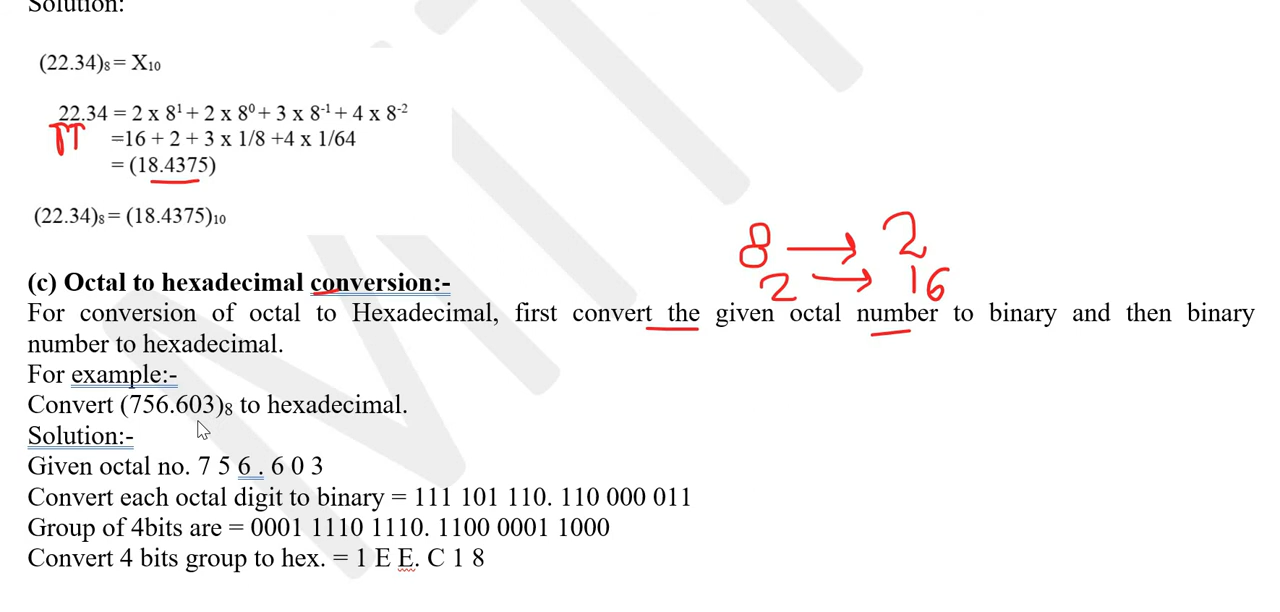 Solution:
(22.34)₈ = X₁₀
22.34 = 2 x 8¹ + 2 x 8⁰ + 3 x 8⁻¹ + 4 x 8⁻²
=16 + 2 + 3 x 1/8 +4 x 1/64
= (18.4375)
(22.34)₈ = (18.4375)₁₀
8 → 2
2 → 16
(c) Octal to hexadecimal conversion:-
For conversion of octal to Hexadecimal, first convert the given octal number to binary and then binary
number to hexadecimal.
For example:-
Convert (756.603)₈ to hexadecimal.
Solution:-
Given octal no. 7 5 6 . 6 0 3
Convert each octal digit to binary = 111 101 110. 110 000 011
Group of 4bits are = 0001 1110 1110. 1100 0001 1000
Convert 4 bits group to hex. = 1 E E. C 1 8